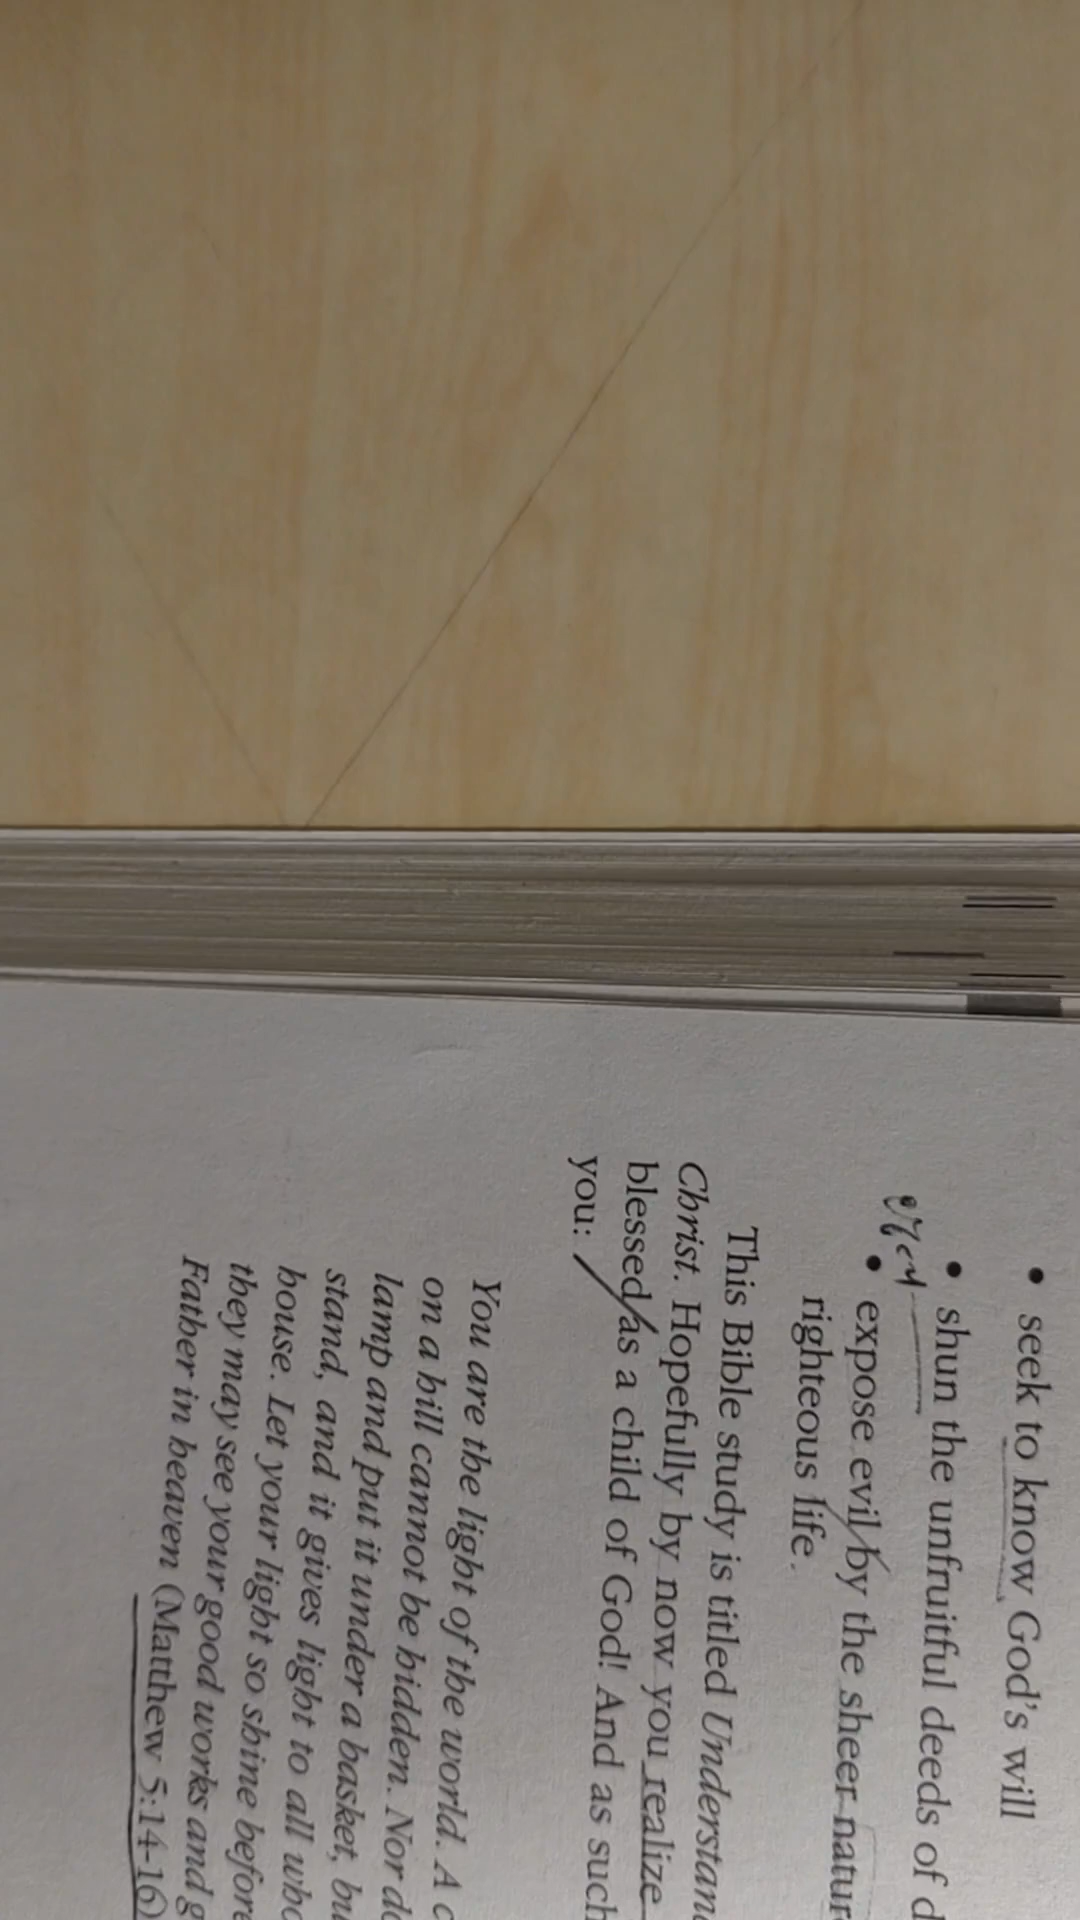 • seek to know God's will
• shun the unfruitful deeds of
• expose evil by the sheer
righteous life.
This Bible study is titled
Christ. Hopefully by now you realize
blessed as a child of God! And as such
you:
You are the light of the world. A
on a hill cannot be hidden. Nor
lamp and put it under a basket,
stand, and it gives light to all
house. Let your light so shine before
they may see your good works and
Father in heaven (Matthew 5:14-16)